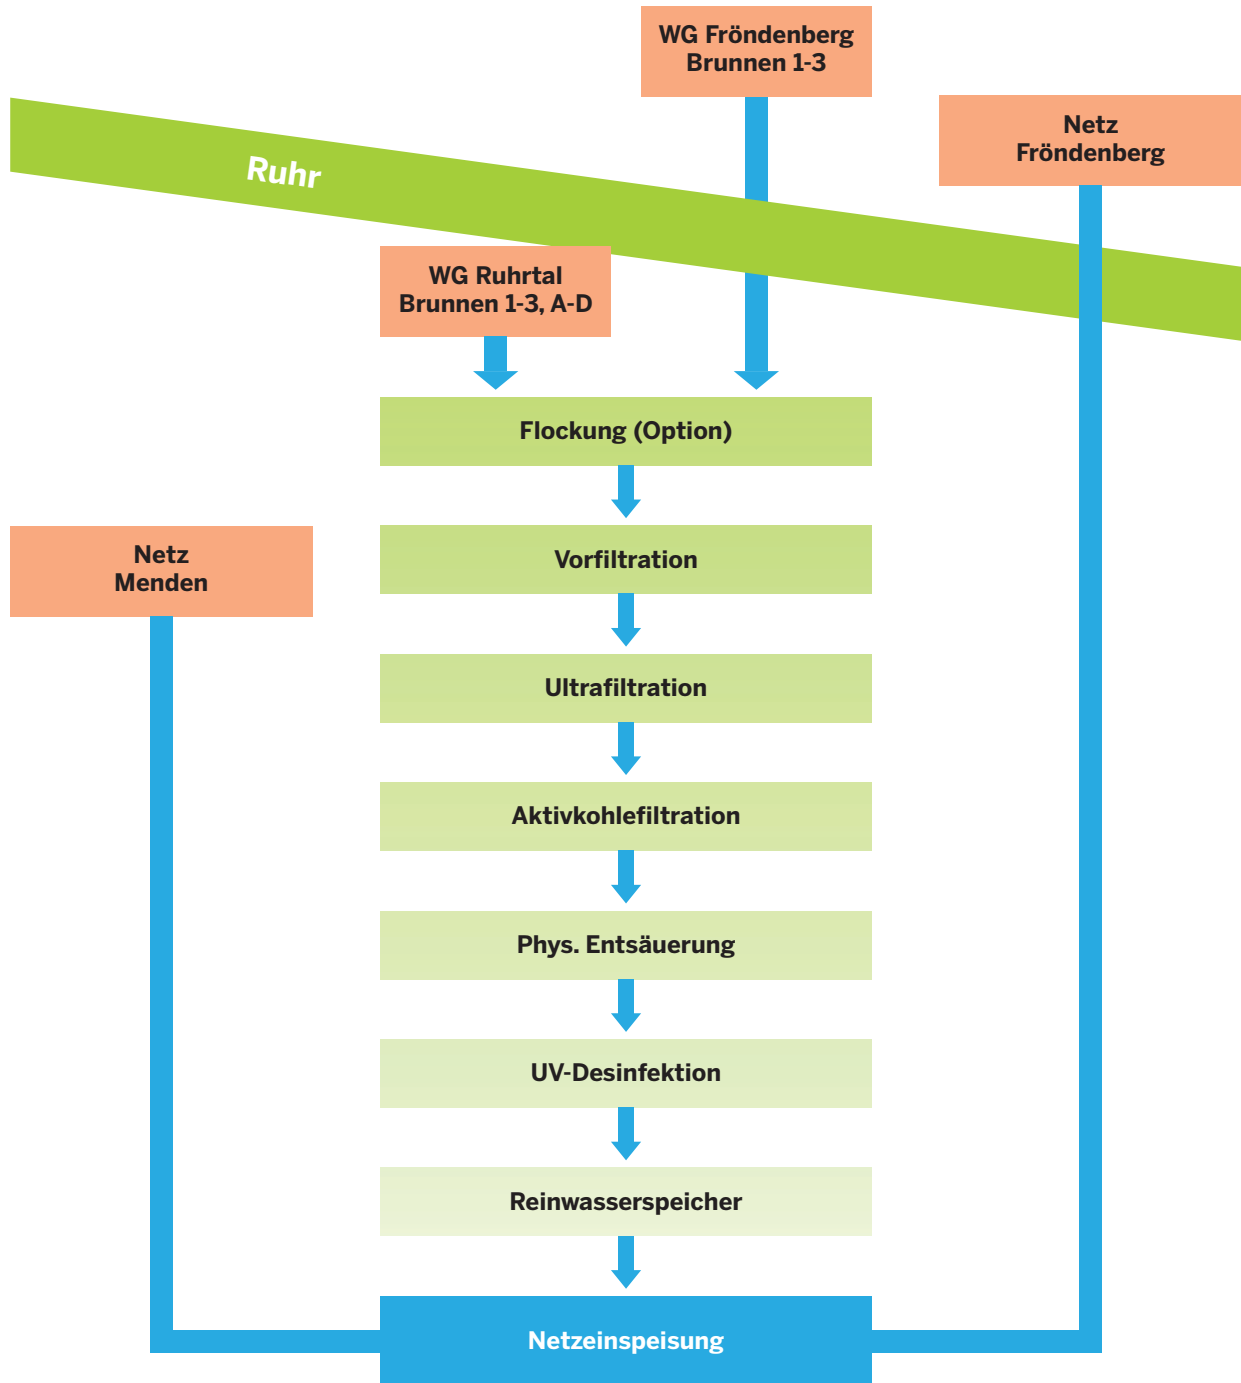 WG Fröndenberg
Brunnen 1-3
Netz
Fröndenberg
Ruhr
WG Ruhrtal
Brunnen 1-3, A-D
Flockung (Option)
Vorfiltration
Netz
Menden
Ultrafiltration
Aktivkohlefiltration
Phys. Entsäuerung
UV-Desinfektion
Reinwasserspeicher
Netzeinspeisung